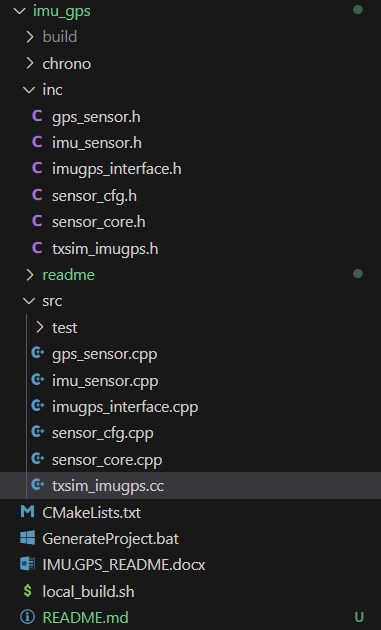 imu_gps
build
chrono
inc
C gps_sensor.h
C imu_sensor.h
C imugps_interface.h
C sensor_cfg.h
C sensor_core.h
C txsim_imugps.h
readme
src
test
gps_sensor.cpp
imu_sensor.cpp
imugps_interface.cpp
sensor_cfg.cpp
sensor_core.cpp
txsim_imugps.cc
M CMakeLists.txt
GenerateProject.bat
IMU.GPS_README.docx
$ local_build.sh
README.md U